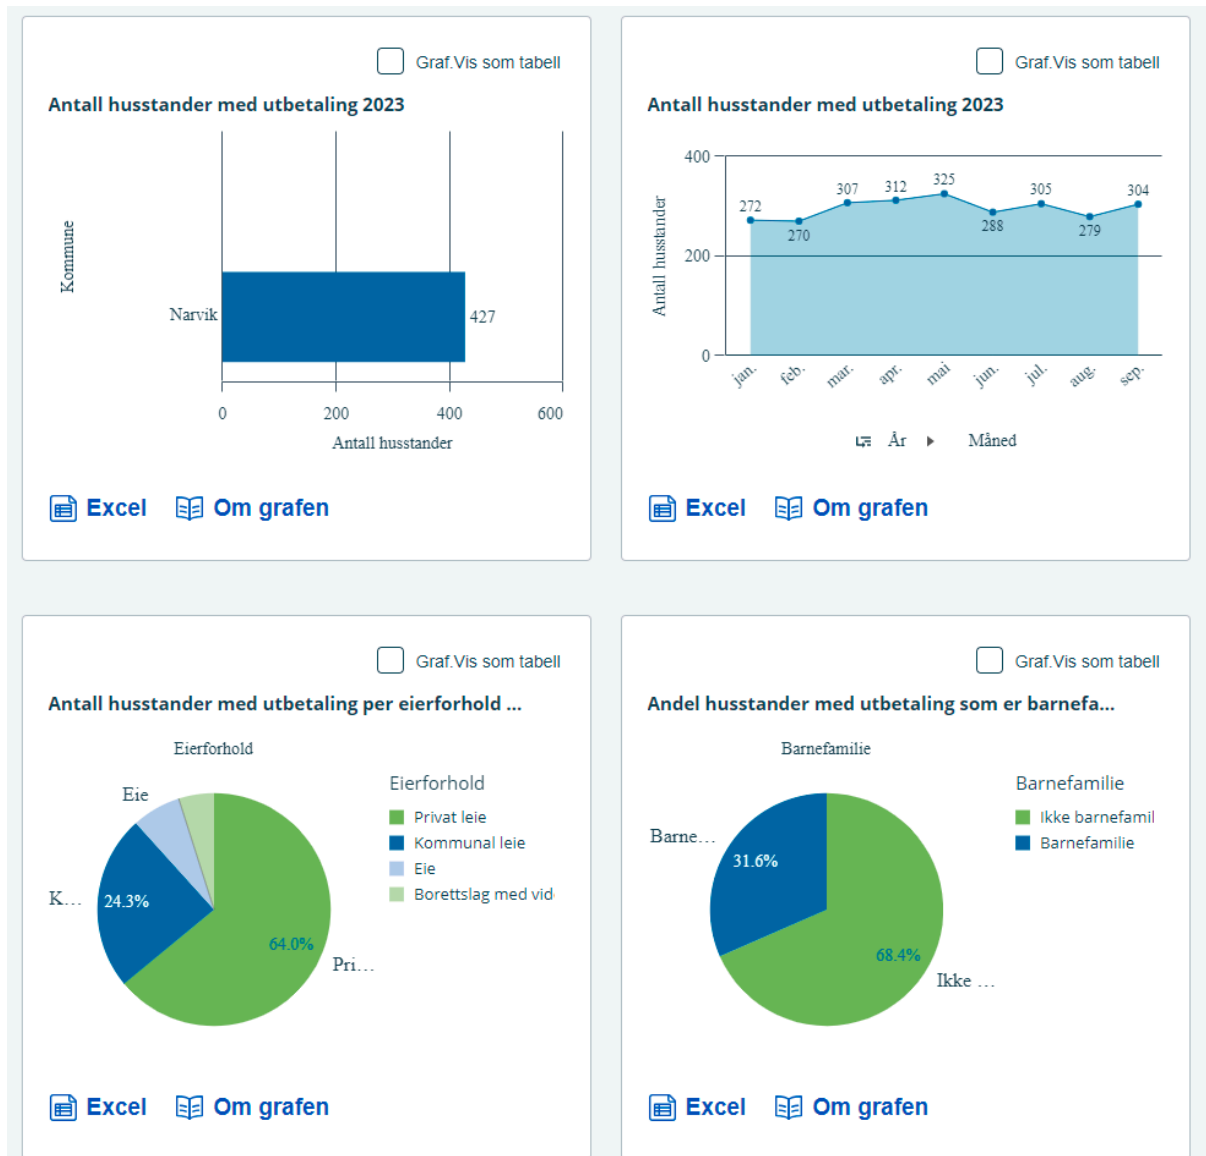 Graf.Vis som tabell
Antall husstander med utbetaling 2023
Kommune
Narvik
427
0
200
400
600
Antall husstander
Excel
Om grafen
Graf.Vis som tabell
Antall husstander med utbetaling 2023
Antall husstander
400
200
0
272
270
307
312
325
288
305
279
304
jan.
feb.
mar.
apr.
mai
jun.
jul.
aug.
sep.
År
Måned
Excel
Om grafen
Graf.Vis som tabell
Antall husstander med utbetaling per eierforhold ...
Eierforhold
Eie
K...
24.3%
64.0%
Pri...
Eierforhold
Privat leie
Kommunal leie
Eie
Borettslag med vid
Excel
Om grafen
Graf.Vis som tabell
Andel husstander med utbetaling som er barnefa...
Barnefamilie
Barne...
31.6%
68.4%
Ikke ...
Barnefamilie
Ikke barnefamil
Barnefamilie
Excel
Om grafen